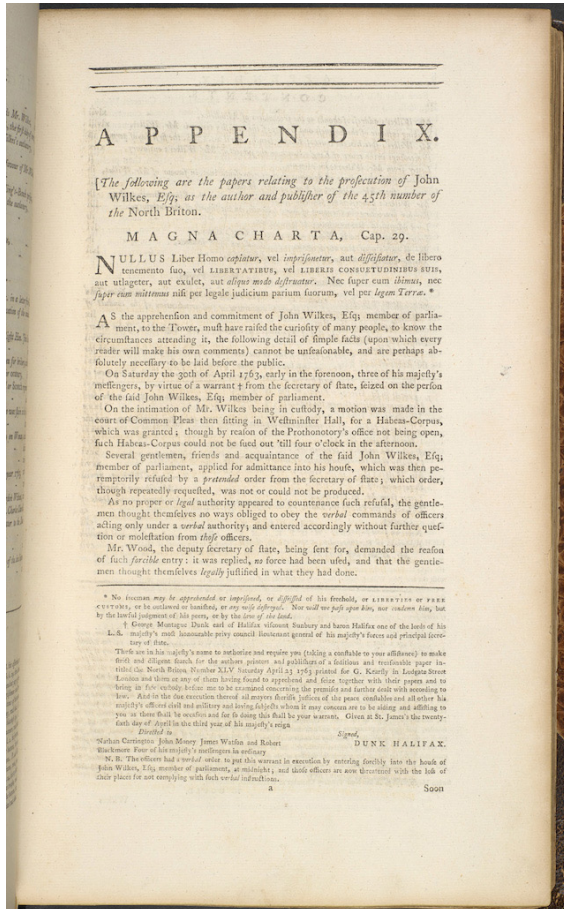 A P P E N D I X.
[The following are the papers relating to the proſecution of John
Wilkes, Eſq; as the author and publiſher of the 45th number of
the North Briton.
MAGNA CHARTA, Cap. 29.
NULLUS Liber Homo capiatur, vel impriſonetur, aut diſſeiſiatur, de libero
tenemento ſuo, vel LIBERTATIBUS, vel LIBERIS CONSUETUDINIBUS SUIS,
aut utlageter, aut exulet, aut aliquo modo deſtruatur. Nec ſuper eum ibimus, nec
ſuper eum mittemus niſi per legale judicium parium ſuorum, vel per legem Terræ. *
AS the apprehenſion and commitment of John Wilkes, Eſq; member of parlia-
ment, to the Tower, muſt have raiſed the curioſity of many people, to know the
circumſtances attending it, the following detail of ſimple facts (upon which every
reader will make his own comments) cannot be unſeaſonable, and are perhaps ab-
ſolutely neceſſary to be laid before the public.
On Saturday the 30th of April 1763, early in the forenoon, three of his majeſty's
meſſengers, by virtue of a warrant † from the ſecretary of ſtate, ſeized on the perſon
of the ſaid John Wilkes, Eſq; member of parliament.
On the intimation of Mr. Wilkes being in cuſtody, a motion was made in the
court of Common Pleas then ſitting in Weſtminſter Hall, for a Habeas-Corpus,
which was granted; though by reaſon of the Prothonotory's office not being open,
ſuch Habeas-Corpus could not be ſued out 'till four o'clock in the afternoon.
Several gentlemen, friends and acquaintance of the ſaid John Wilkes, Eſq;
member of parliament, applied for admittance into his houſe, which was then pe-
remptorily refuſed by a pretended order from the ſecretary of ſtate; which order,
though repeatedly requeſted, was not or could not be produced.
As no proper or legal authority appeared to countenance ſuch refuſal, the gentle-
men thought themſelves no ways obliged to obey the verbal commands of officers
acting only under a verbal authority; and entered accordingly without further queſ-
tion or moleſtation from thoſe officers.
Mr. Wood, the deputy ſecretary of ſtate, being ſent for, demanded the reaſon
of ſuch forcible entry: it was replied, no force had been uſed, and that the gentle-
men thought themſelves legally juſtified in what they had done.
* No freeman may be apprehended or impriſoned, or diſſeiſed of his freehold, or LIBERTIES or FREE
CUSTOMS, or be outlawed or baniſhed, or any wiſe deſtroyed. Nor will we paſs upon him, nor condemn him, but
by the lawful judgment of his peers, or by the law of the land.
† George Montague Dunk earl of Halifax viſcount Sunbury and baron Halifax one of the lords of his
L. S. majeſty's moſt honourable privy council lieutenant general of his majeſty's forces and principal ſecre-
tary of ſtate.
Theſe are in his majeſty's name to authorize and require you (taking a conſtable to your aſſiſtance) to make
ſtrict and diligent ſearch for the authors printers and publiſhers of a ſeditious and treaſonable paper in-
titled the North Briton Number XLV Saturday April 23 1763 printed for G. Kearſly in Ludgate Street
London and them or any of them having found to apprehend and ſeize together with their papers and to
bring in ſafe cuſtody before me to be examined concerning the premiſes and further dealt with according to
law. And in the due execution thereof all mayors ſheriffs juſtices of the peace conſtables and all other his
majeſty's officers civil and military and loving ſubjects whom it may concern are to be aiding and aſſiſting to
you as there ſhall be occaſion and for ſo doing this ſhall be your warrant. Given at St. James's the twenty-
ſixth day of April in the third year of his majeſty's reign
Directed to Signed,
Nathan Carrington John Money James Watſon and Robert DUNK HALIFAX.
Blackmore Four of his majeſty's meſſengers in ordinary
N. B. The officers had a verbal order to put this warrant in execution by entering forcibly into the houſe of
John Wilkes, Eſq; member of parliament, at midnight; and thoſe officers are now threatened with the loſs of
their places for not complying with ſuch verbal inſtructions.
a Soon